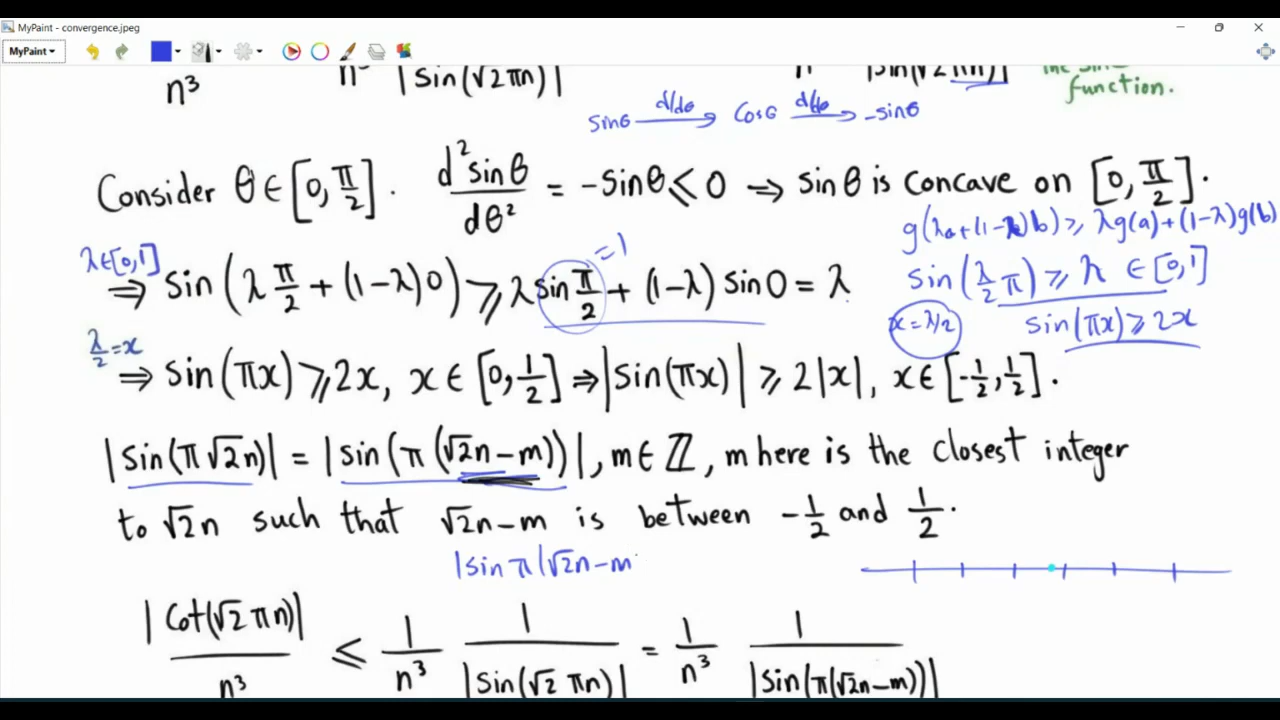 MyPaint - convergence.jpeg
MyPaint
n³ n³ |sin(√2πn)| n |sin(√2πn)|
function.
sinθ d/dθ→ cosθ d/dθ→ -sinθ
Consider θ∈[0,π/2]. d²sinθ/dθ² = -sinθ ≤ 0 ⇒ sinθ is concave on [0,π/2].
g(λa+(1-λ)b) ≥ λg(a)+(1-λ)g(b)
λ∈[0,1]
⇒ sin(λ π/2 + (1-λ)0) ≥ λ sin π/2 + (1-λ) sin0 = λ
=1
sin(λ/2 π) ≥ λ ∈ [0,1]
x=λ/2 sin(πx) ≥ 2x
λ/2=x
⇒ sin(πx) ≥ 2x, x∈[0,1/2] ⇒ |sin(πx)| ≥ 2|x|, x∈[-1/2,1/2].
|sin(π√2n)| = |sin(π(√2n-m))|, m∈ℤ, m here is the closest integer
to √2n such that √2n-m is between -1/2 and 1/2.
|sin π(√2n-m
|Cot(√2πn)|/n³ ≤ 1/n³ 1/|sin(√2πn)| = 1/n³ 1/|sin(π(√2n-m))|